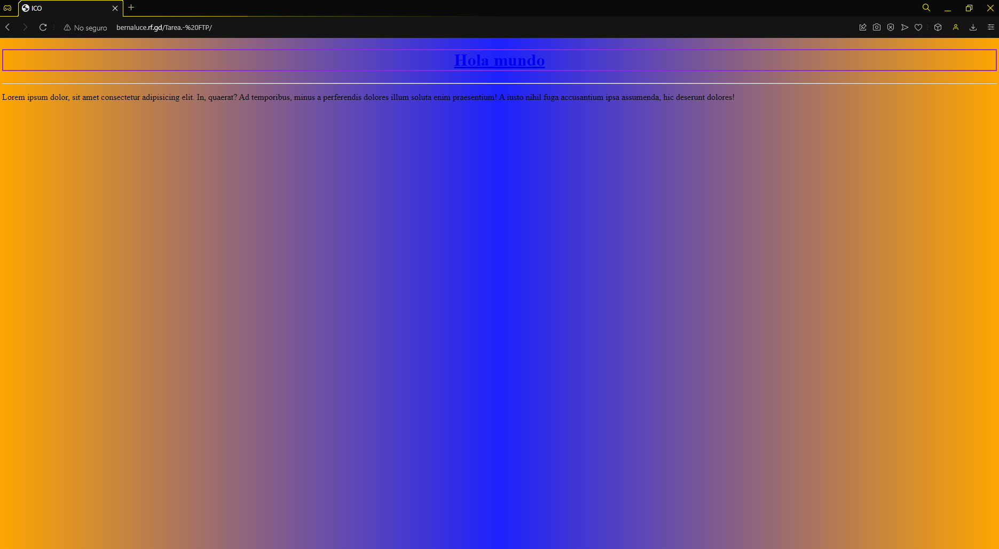 ICO
No seguro bernaluce.rf.gd/Tarea.-%20FTP/
Hola mundo
Lorem ipsum dolor, sit amet consectetur adipisicing elit. In, quaerat? Ad temporibus, minus a perferendis dolores illum soluta enim praesentium! A iusto nihil fuga accusantium ipsa assumenda, hic deserunt dolores!